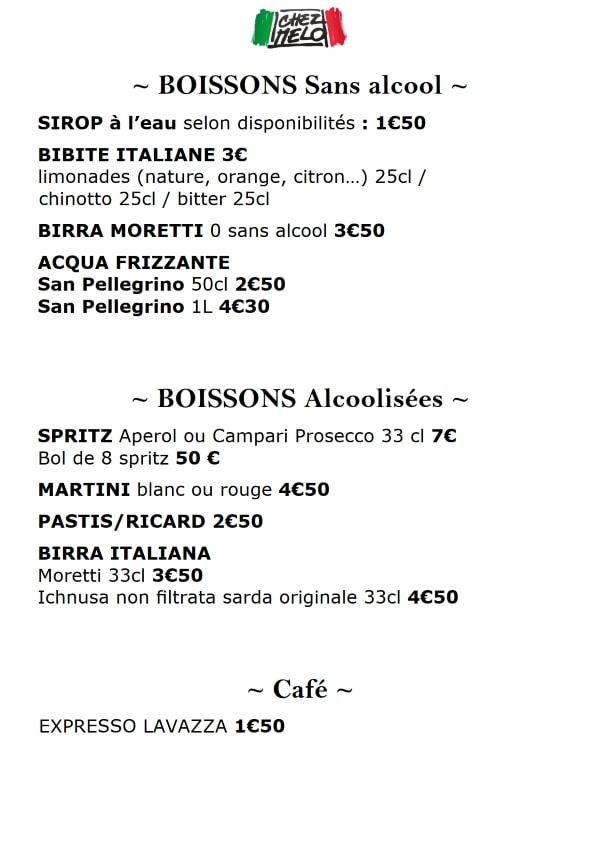 CHEZ
MELO
~ BOISSONS Sans alcool ~
SIROP à l’eau selon disponibilités : 1€50
BIBITE ITALIANE 3€
limonades (nature, orange, citron…) 25cl /
chinotto 25cl / bitter 25cl
BIRRA MORETTI 0 sans alcool 3€50
ACQUA FRIZZANTE
San Pellegrino 50cl 2€50
San Pellegrino 1L 4€30
~ BOISSONS Alcoolisées ~
SPRITZ Aperol ou Campari Prosecco 33 cl 7€
Bol de 8 spritz 50 €
MARTINI blanc ou rouge 4€50
PASTIS/RICARD 2€50
BIRRA ITALIANA
Moretti 33cl 3€50
Ichnusa non filtrata sarda originale 33cl 4€50
~ Café ~
EXPRESSO LAVAZZA 1€50